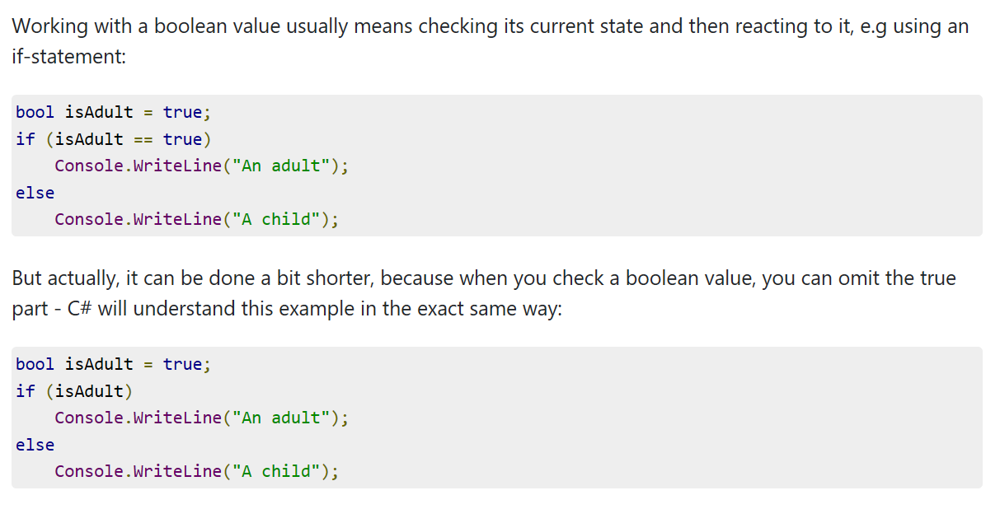 Working with a boolean value usually means checking its current state and then reacting to it, e.g using an
if-statement:
bool isAdult = true;
if (isAdult == true)
    Console.WriteLine("An adult");
else
    Console.WriteLine("A child");
But actually, it can be done a bit shorter, because when you check a boolean value, you can omit the true
part - C# will understand this example in the exact same way:
bool isAdult = true;
if (isAdult)
    Console.WriteLine("An adult");
else
    Console.WriteLine("A child");